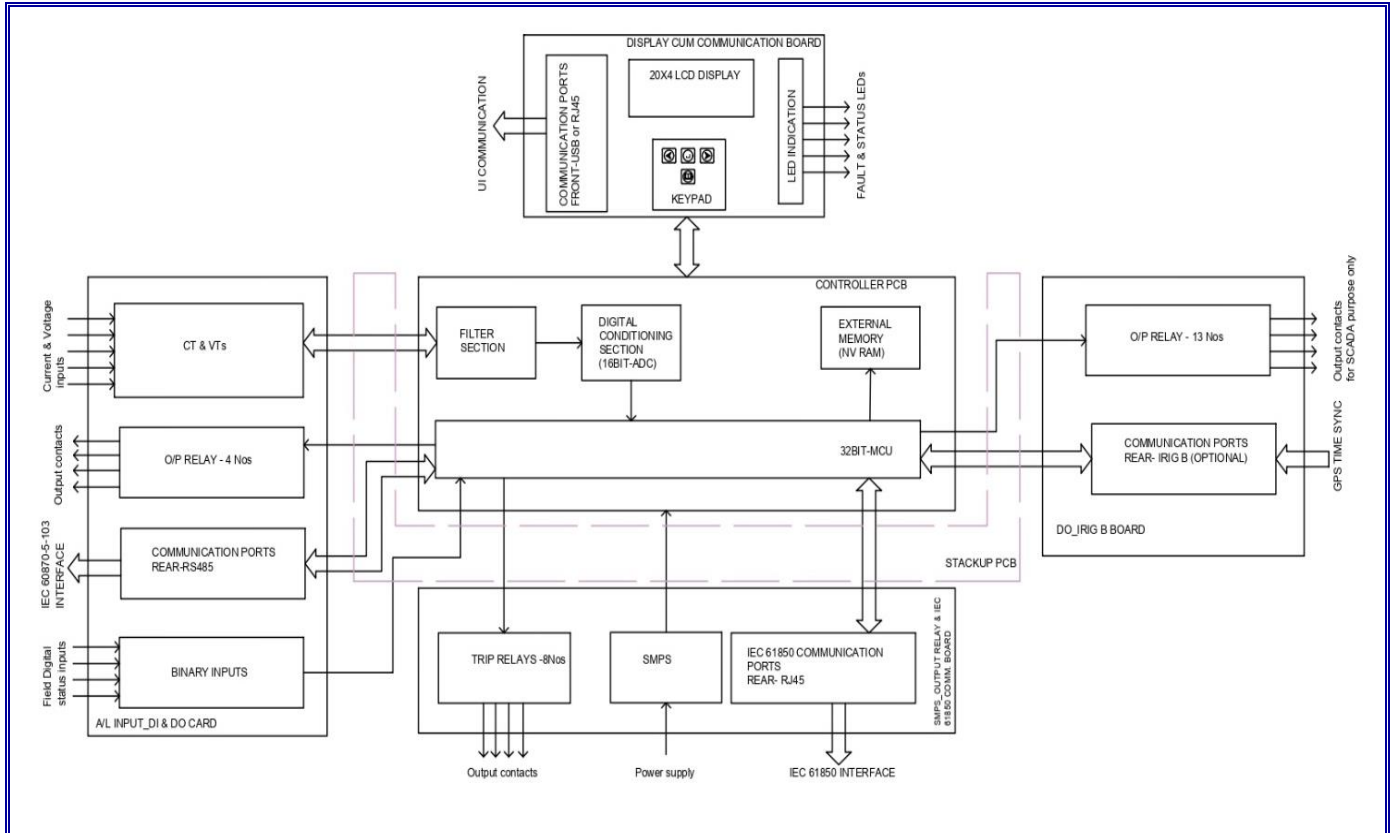 DISPLAY CUM COMMUNICATION BOARD
UI COMMUNICATION
COMMUNICATION PORTS
FRONT-USB or RJ45
20X4 LCD DISPLAY
KEYPAD
LED INDICATION
FAULT & STATUS LEDs
Current & Voltage
inputs
CT & VTs
Output contacts
O/P RELAY - 4 Nos
IEC 60870-5-103
INTERFACE
COMMUNICATION PORTS
REAR-RS485
Field Digital
status inputs
BINARY INPUTS
A/L INPUT_DI & DO CARD
CONTROLLER PCB
FILTER
SECTION
DIGITAL
CONDITIONING
SECTION
(16BIT-ADC)
EXTERNAL
MEMORY
(NV RAM)
32BIT-MCU
STACKUP PCB
O/P RELAY - 13 Nos
Output contacts
for SCADA purpose only
COMMUNICATION PORTS
REAR- IRIG B (OPTIONAL)
GPS TIME SYNC
DO_IRIG B BOARD
TRIP RELAYS -8Nos
SMPS
IEC 61850 COMMUNICATION
PORTS
REAR- RJ45
SMPS_OUTPUT RELAY & IEC
61850 COMM. BOARD
Output contacts
Power supply
IEC 61850 INTERFACE